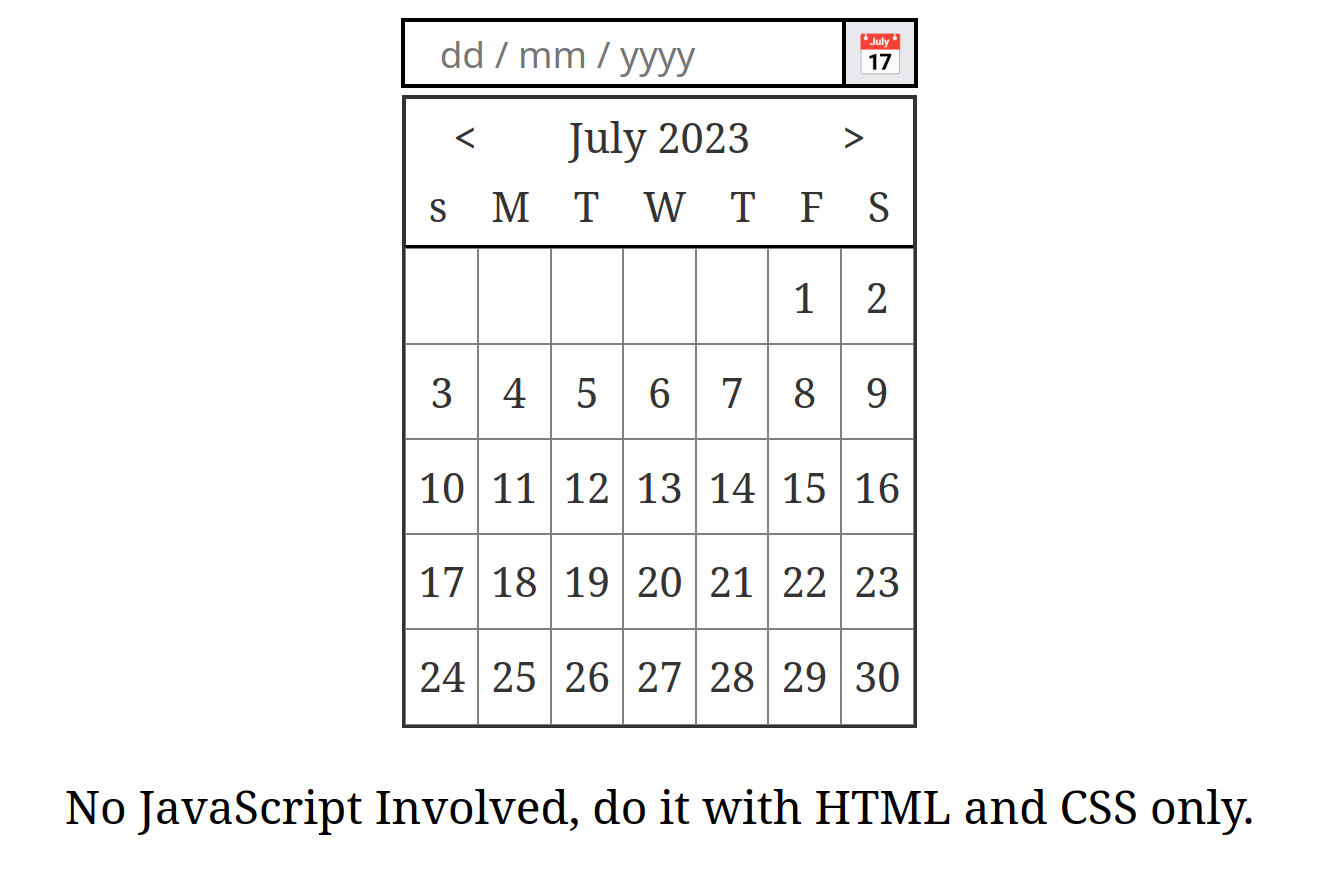 dd / mm / yyyy
July
17
< July 2023 >
s M T W T F S
1 2
3 4 5 6 7 8 9
10 11 12 13 14 15 16
17 18 19 20 21 22 23
24 25 26 27 28 29 30
No JavaScript Involved, do it with HTML and CSS only.